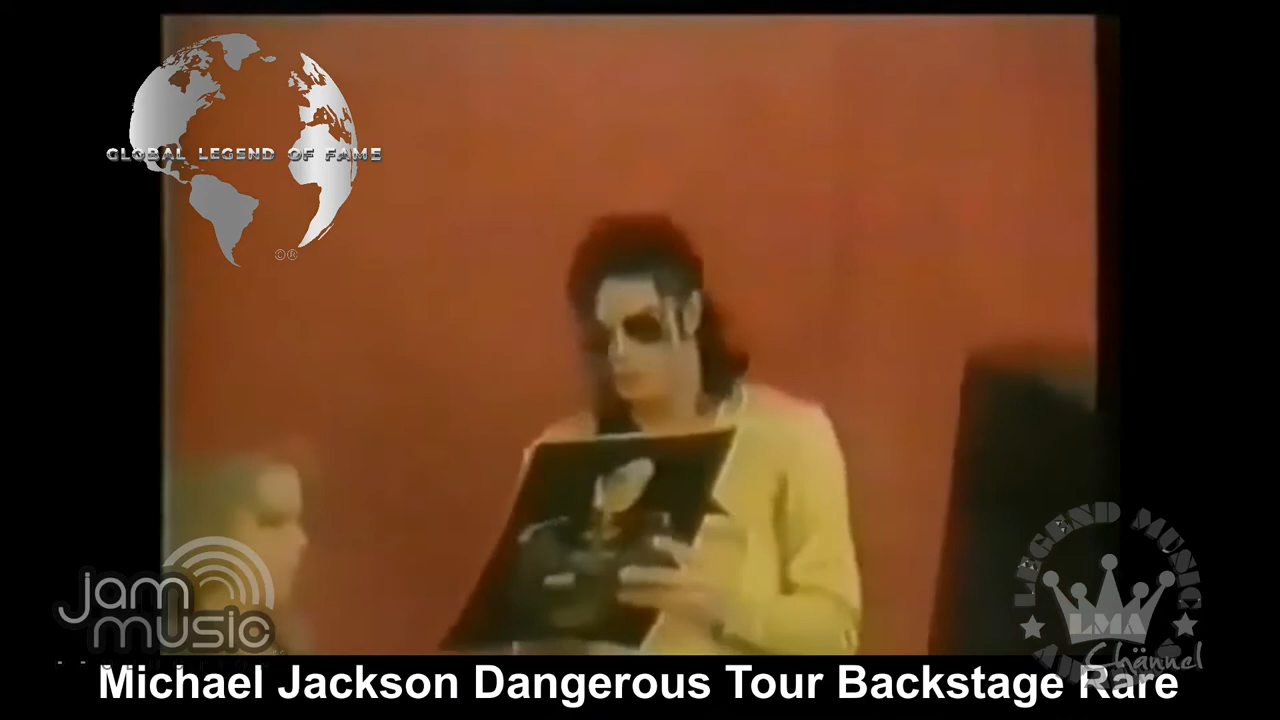 GLOBAL LEGEND OF FAME
©®
jam
music
LEGEND MUSIC
LMA
Channel
Michael Jackson Dangerous Tour Backstage Rare